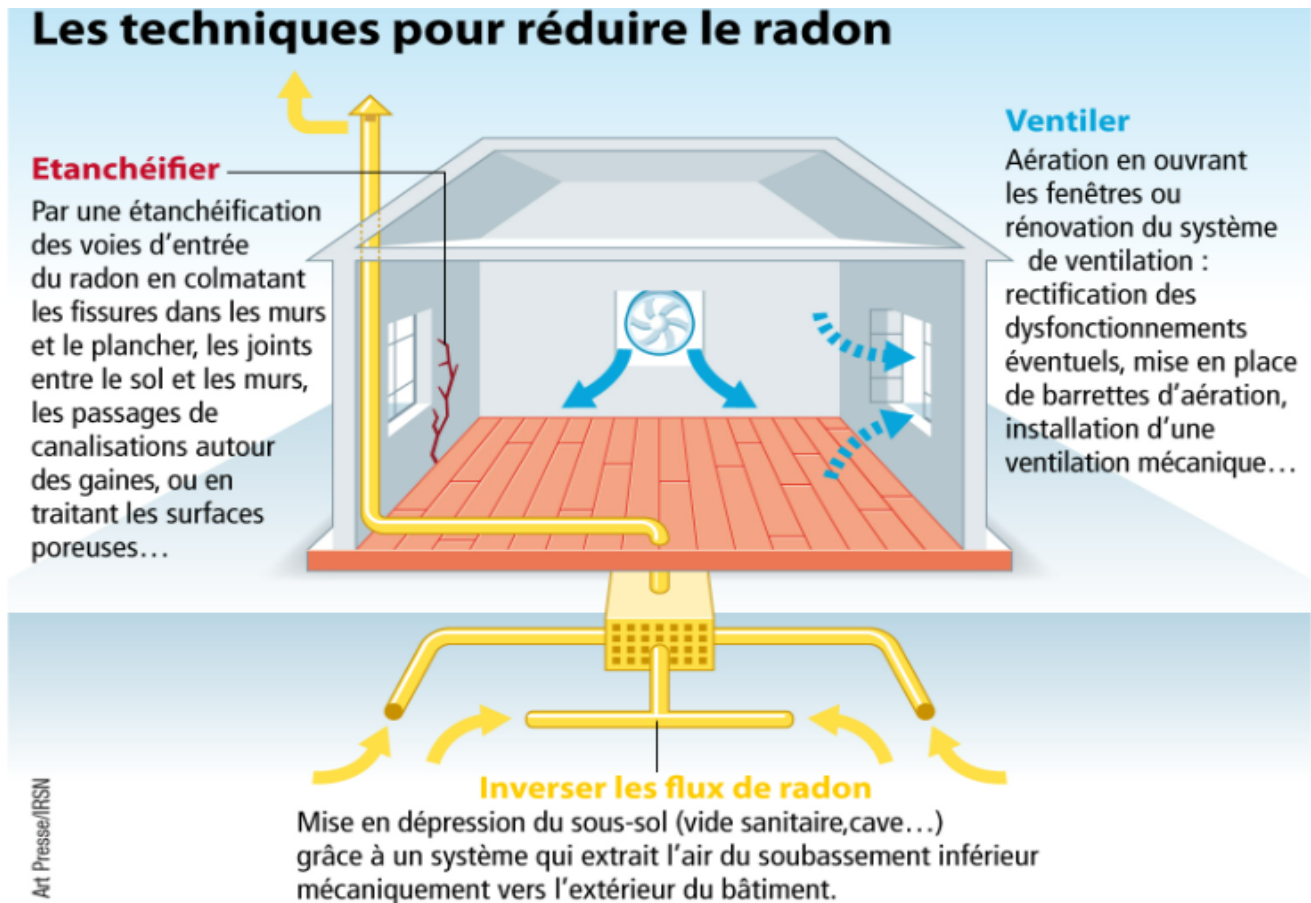 Les techniques pour réduire le radon
Etanchéifier
Par une étanchéification
des voies d'entrée
du radon en colmatant
les fissures dans les murs
et le plancher, les joints
entre le sol et les murs,
les passages de
canalisations autour
des gaines, ou en
traitant les surfaces
poreuses…
Ventiler
Aération en ouvrant
les fenêtres ou
rénovation du système
de ventilation :
rectification des
dysfonctionnements
éventuels, mise en place
de barrettes d'aération,
installation d'une
ventilation mécanique…
Inverser les flux de radon
Mise en dépression du sous-sol (vide sanitaire,cave…)
grâce à un système qui extrait l'air du soubassement inférieur
mécaniquement vers l'extérieur du bâtiment.
Art Presse/IRSN